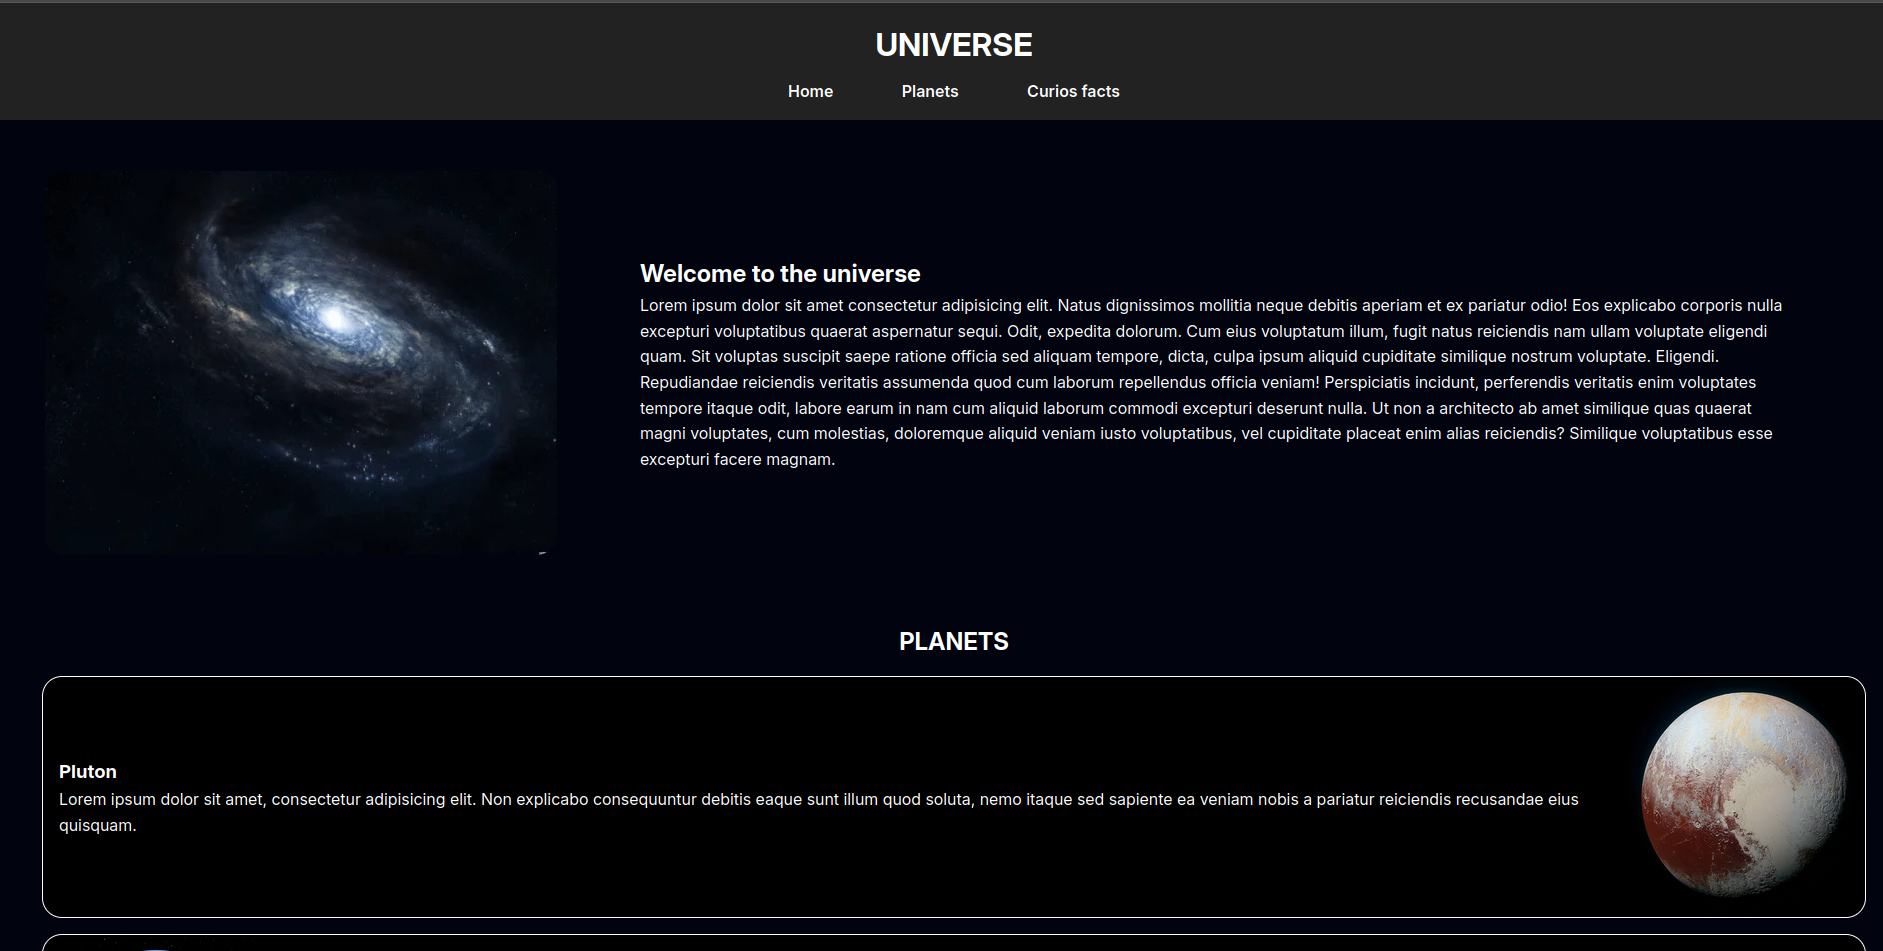 UNIVERSE
Home Planets Curios facts
Welcome to the universe
Lorem ipsum dolor sit amet consectetur adipisicing elit. Natus dignissimos mollitia neque debitis aperiam et ex pariatur odio! Eos explicabo corporis nulla
excepturi voluptatibus quaerat aspernatur sequi. Odit, expedita dolorum. Cum eius voluptatum illum, fugit natus reiciendis nam ullam voluptate eligendi
quam. Sit voluptas suscipit saepe ratione officia sed aliquam tempore, dicta, culpa ipsum aliquid cupiditate similique nostrum voluptate. Eligendi.
Repudiandae reiciendis veritatis assumenda quod cum laborum repellendus officia veniam! Perspiciatis incidunt, perferendis veritatis enim voluptates
tempore itaque odit, labore earum in nam cum aliquid laborum commodi excepturi deserunt nulla. Ut non a architecto ab amet similique quas quaerat
magni voluptates, cum molestias, doloremque aliquid veniam iusto voluptatibus, vel cupiditate placeat enim alias reiciendis? Similique voluptatibus esse
excepturi facere magnam.
PLANETS
Pluton
Lorem ipsum dolor sit amet, consectetur adipisicing elit. Non explicabo consequuntur debitis eaque sunt illum quod soluta, nemo itaque sed sapiente ea veniam nobis a pariatur reiciendis recusandae eius
quisquam.